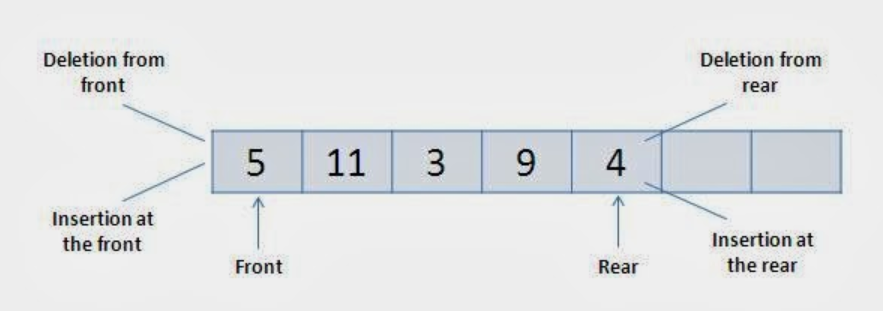 Deletion from
front
Deletion from
rear
5 11 3 9 4
Insertion at
the front
Insertion at
the rear
Front
Rear